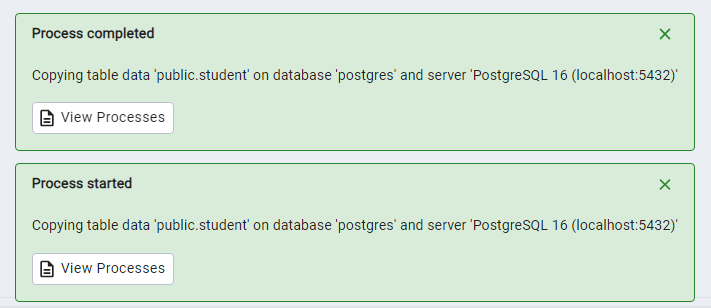 Process completed
Copying table data 'public.student' on database 'postgres' and server 'PostgreSQL 16 (localhost:5432)'
View Processes
Process started
Copying table data 'public.student' on database 'postgres' and server 'PostgreSQL 16 (localhost:5432)'
View Processes